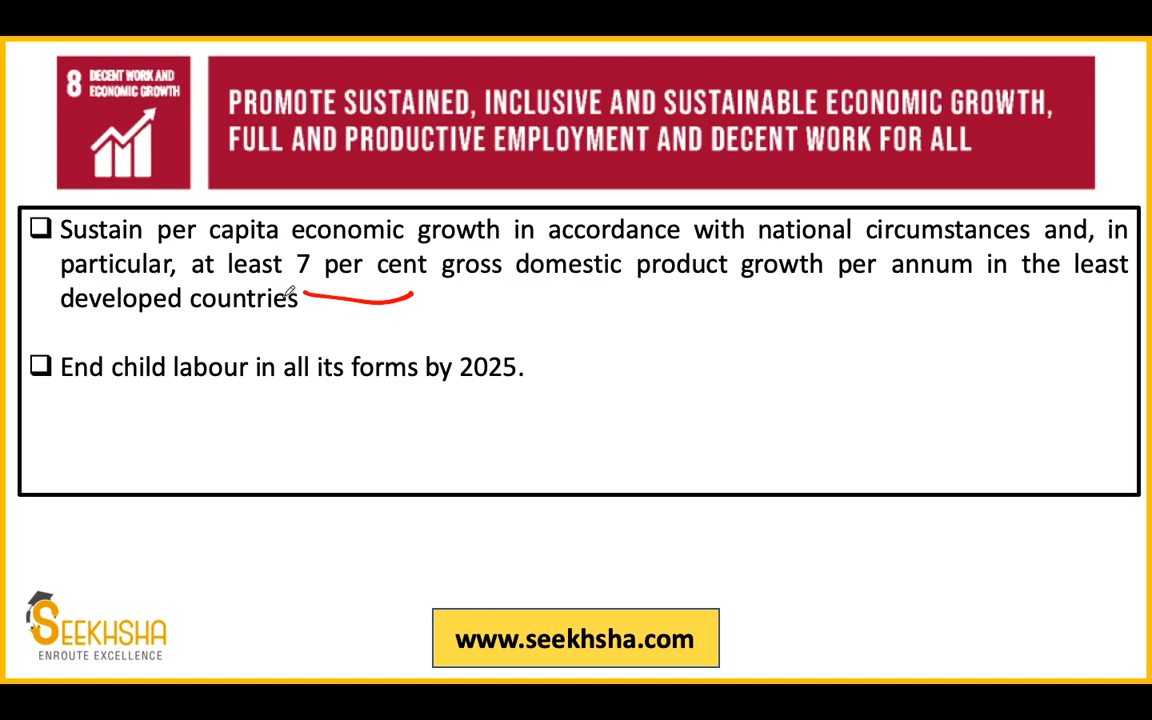 8 DECENT WORK AND
ECONOMIC GROWTH
PROMOTE SUSTAINED, INCLUSIVE AND SUSTAINABLE ECONOMIC GROWTH,
FULL AND PRODUCTIVE EMPLOYMENT AND DECENT WORK FOR ALL
Sustain per capita economic growth in accordance with national circumstances and, in
particular, at least 7 per cent gross domestic product growth per annum in the least
developed countries
End child labour in all its forms by 2025.
SEEKHSHA
ENROUTE EXCELLENCE
www.seekhsha.com